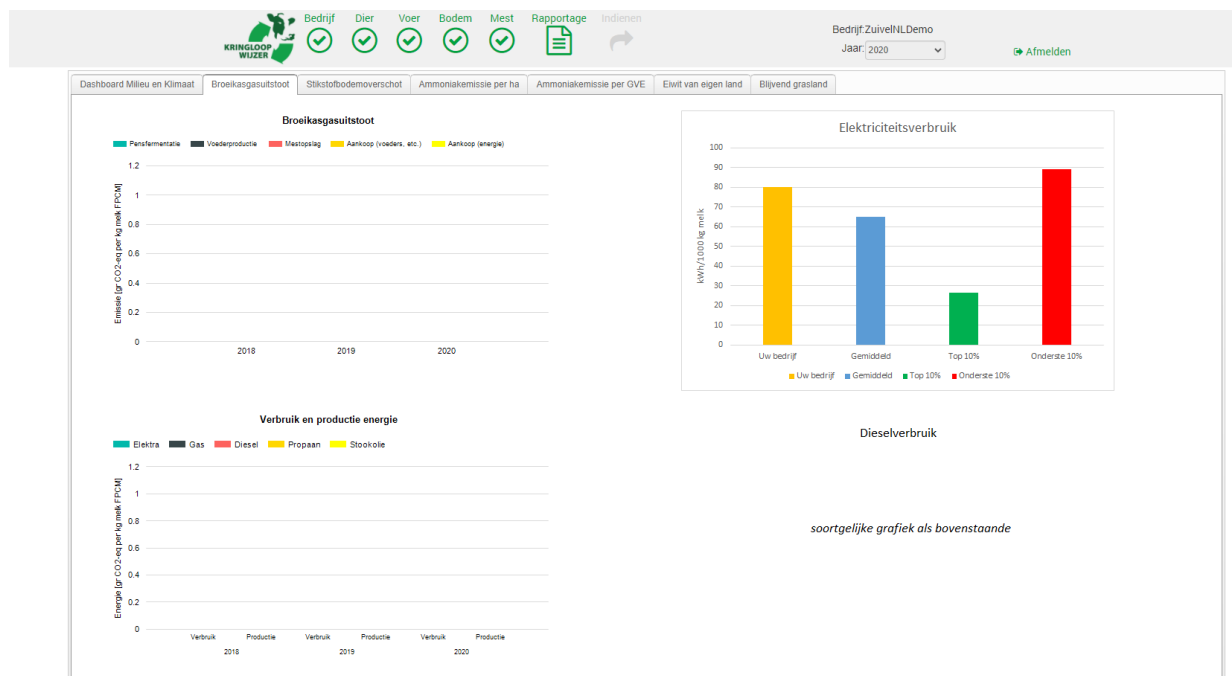 Bedrijf Dier Voer Bodem Mest Rapportage Indienen
KRINGLOOP
WIJZER
Bedrijf:ZuivelNLDemo
Jaar: 2020
Afmelden
Dashboard Milieu en Klimaat Broeikasgasuitstoot Stikstofbodemoverschot Ammoniakemissie per ha Ammoniakemissie per GVE Eiwit van eigen land Blijvend grasland
Broeikasgasuitstoot
Pensfermentatie Voederproductie Mestopslag Aankoop (voeders, etc.) Aankoop (energie)
Emissie [gr CO2-eq per kg melk FPCM]
1.2
1
0.8
0.6
0.4
0.2
0
2018 2019 2020
Elektriciteitsverbruik
kWh/1000 kg melk
100
90
80
70
60
50
40
30
20
10
0
Uw bedrijf Gemiddeld Top 10% Onderste 10%
Uw bedrijf Gemiddeld Top 10% Onderste 10%
Verbruik en productie energie
Elektra Gas Diesel Propaan Stookolie
Energie [gr CO2-eq per kg melk FPCM]
1.2
1
0.8
0.6
0.4
0.2
0
Verbruik Productie Verbruik Productie Verbruik Productie
2018 2019 2020
Dieselverbruik
soortgelijke grafiek als bovenstaande